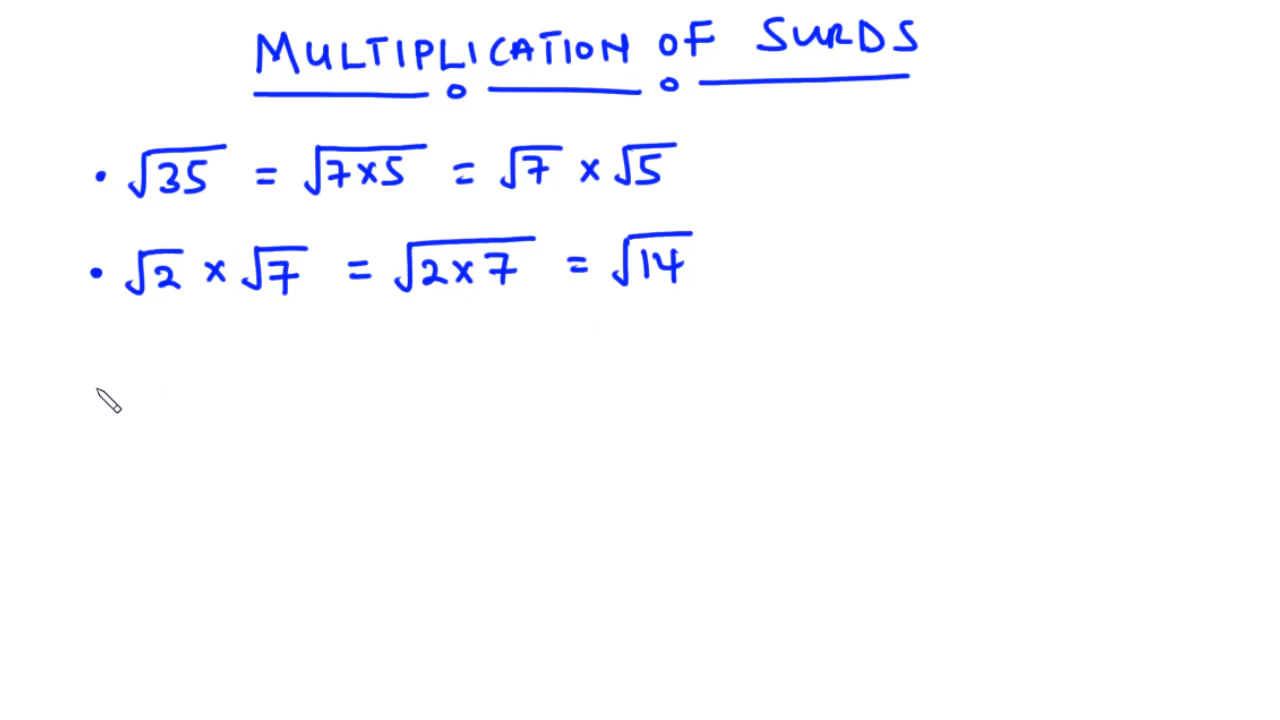 MULTIPLICATION OF SURDS
• √35 = √7×5 = √7 × √5
• √2 × √7 = √2×7 = √14